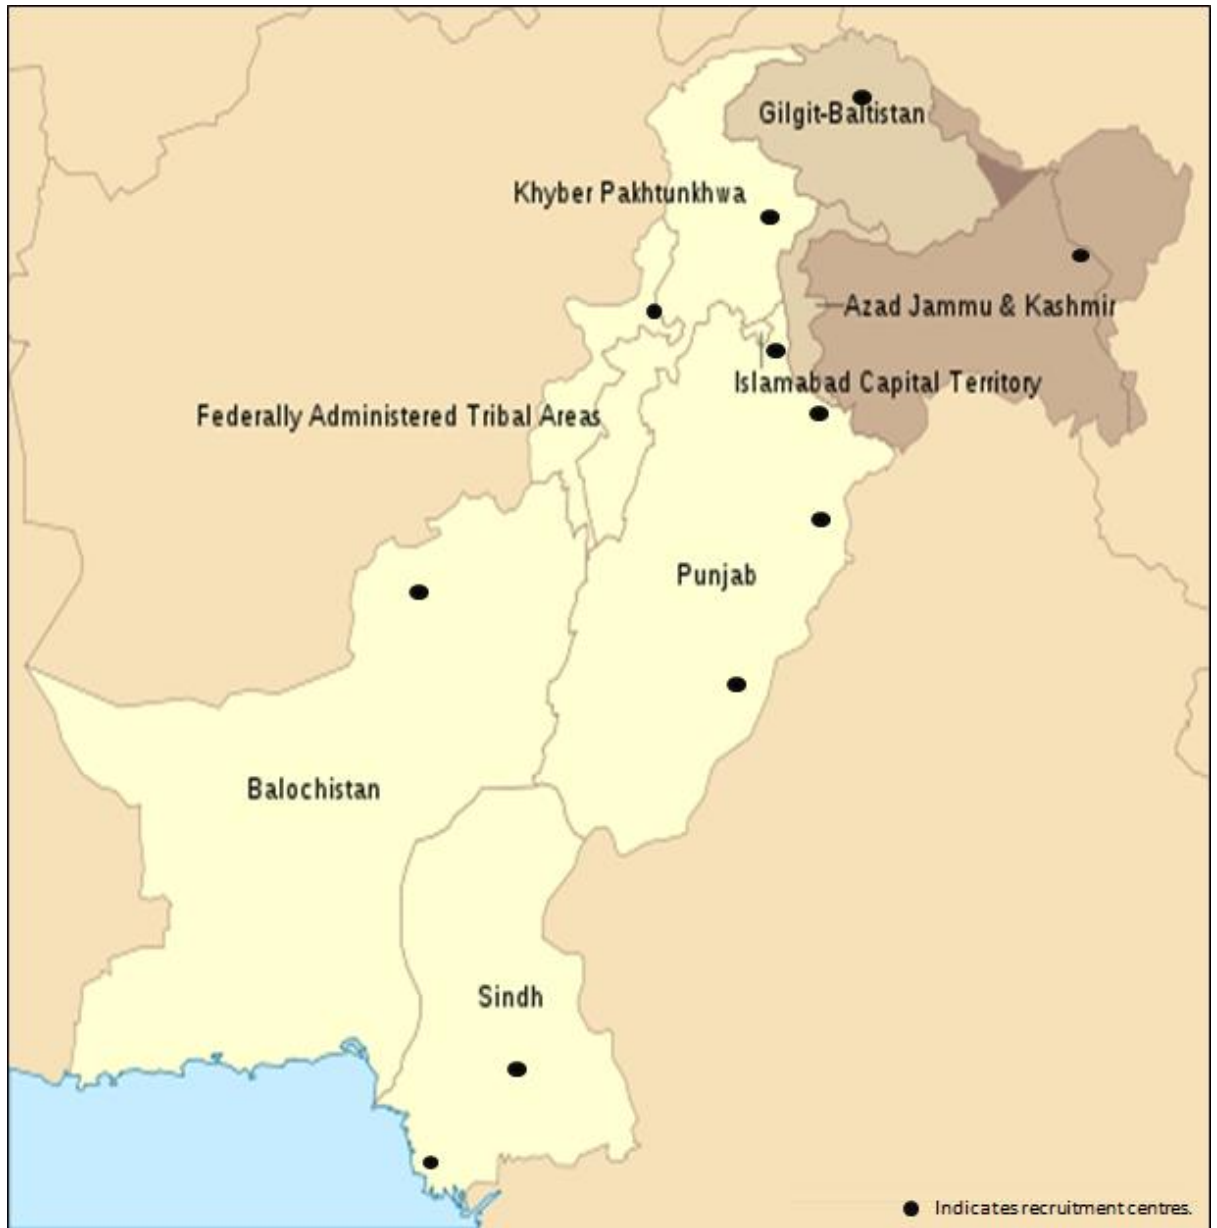 Gilgit-Baltistan
Khyber Pakhtunkhwa
Azad Jammu & Kashmir
Islamabad Capital Territory
Federally Administered Tribal Areas
Punjab
Balochistan
Sindh
Indicates recruitment centres.